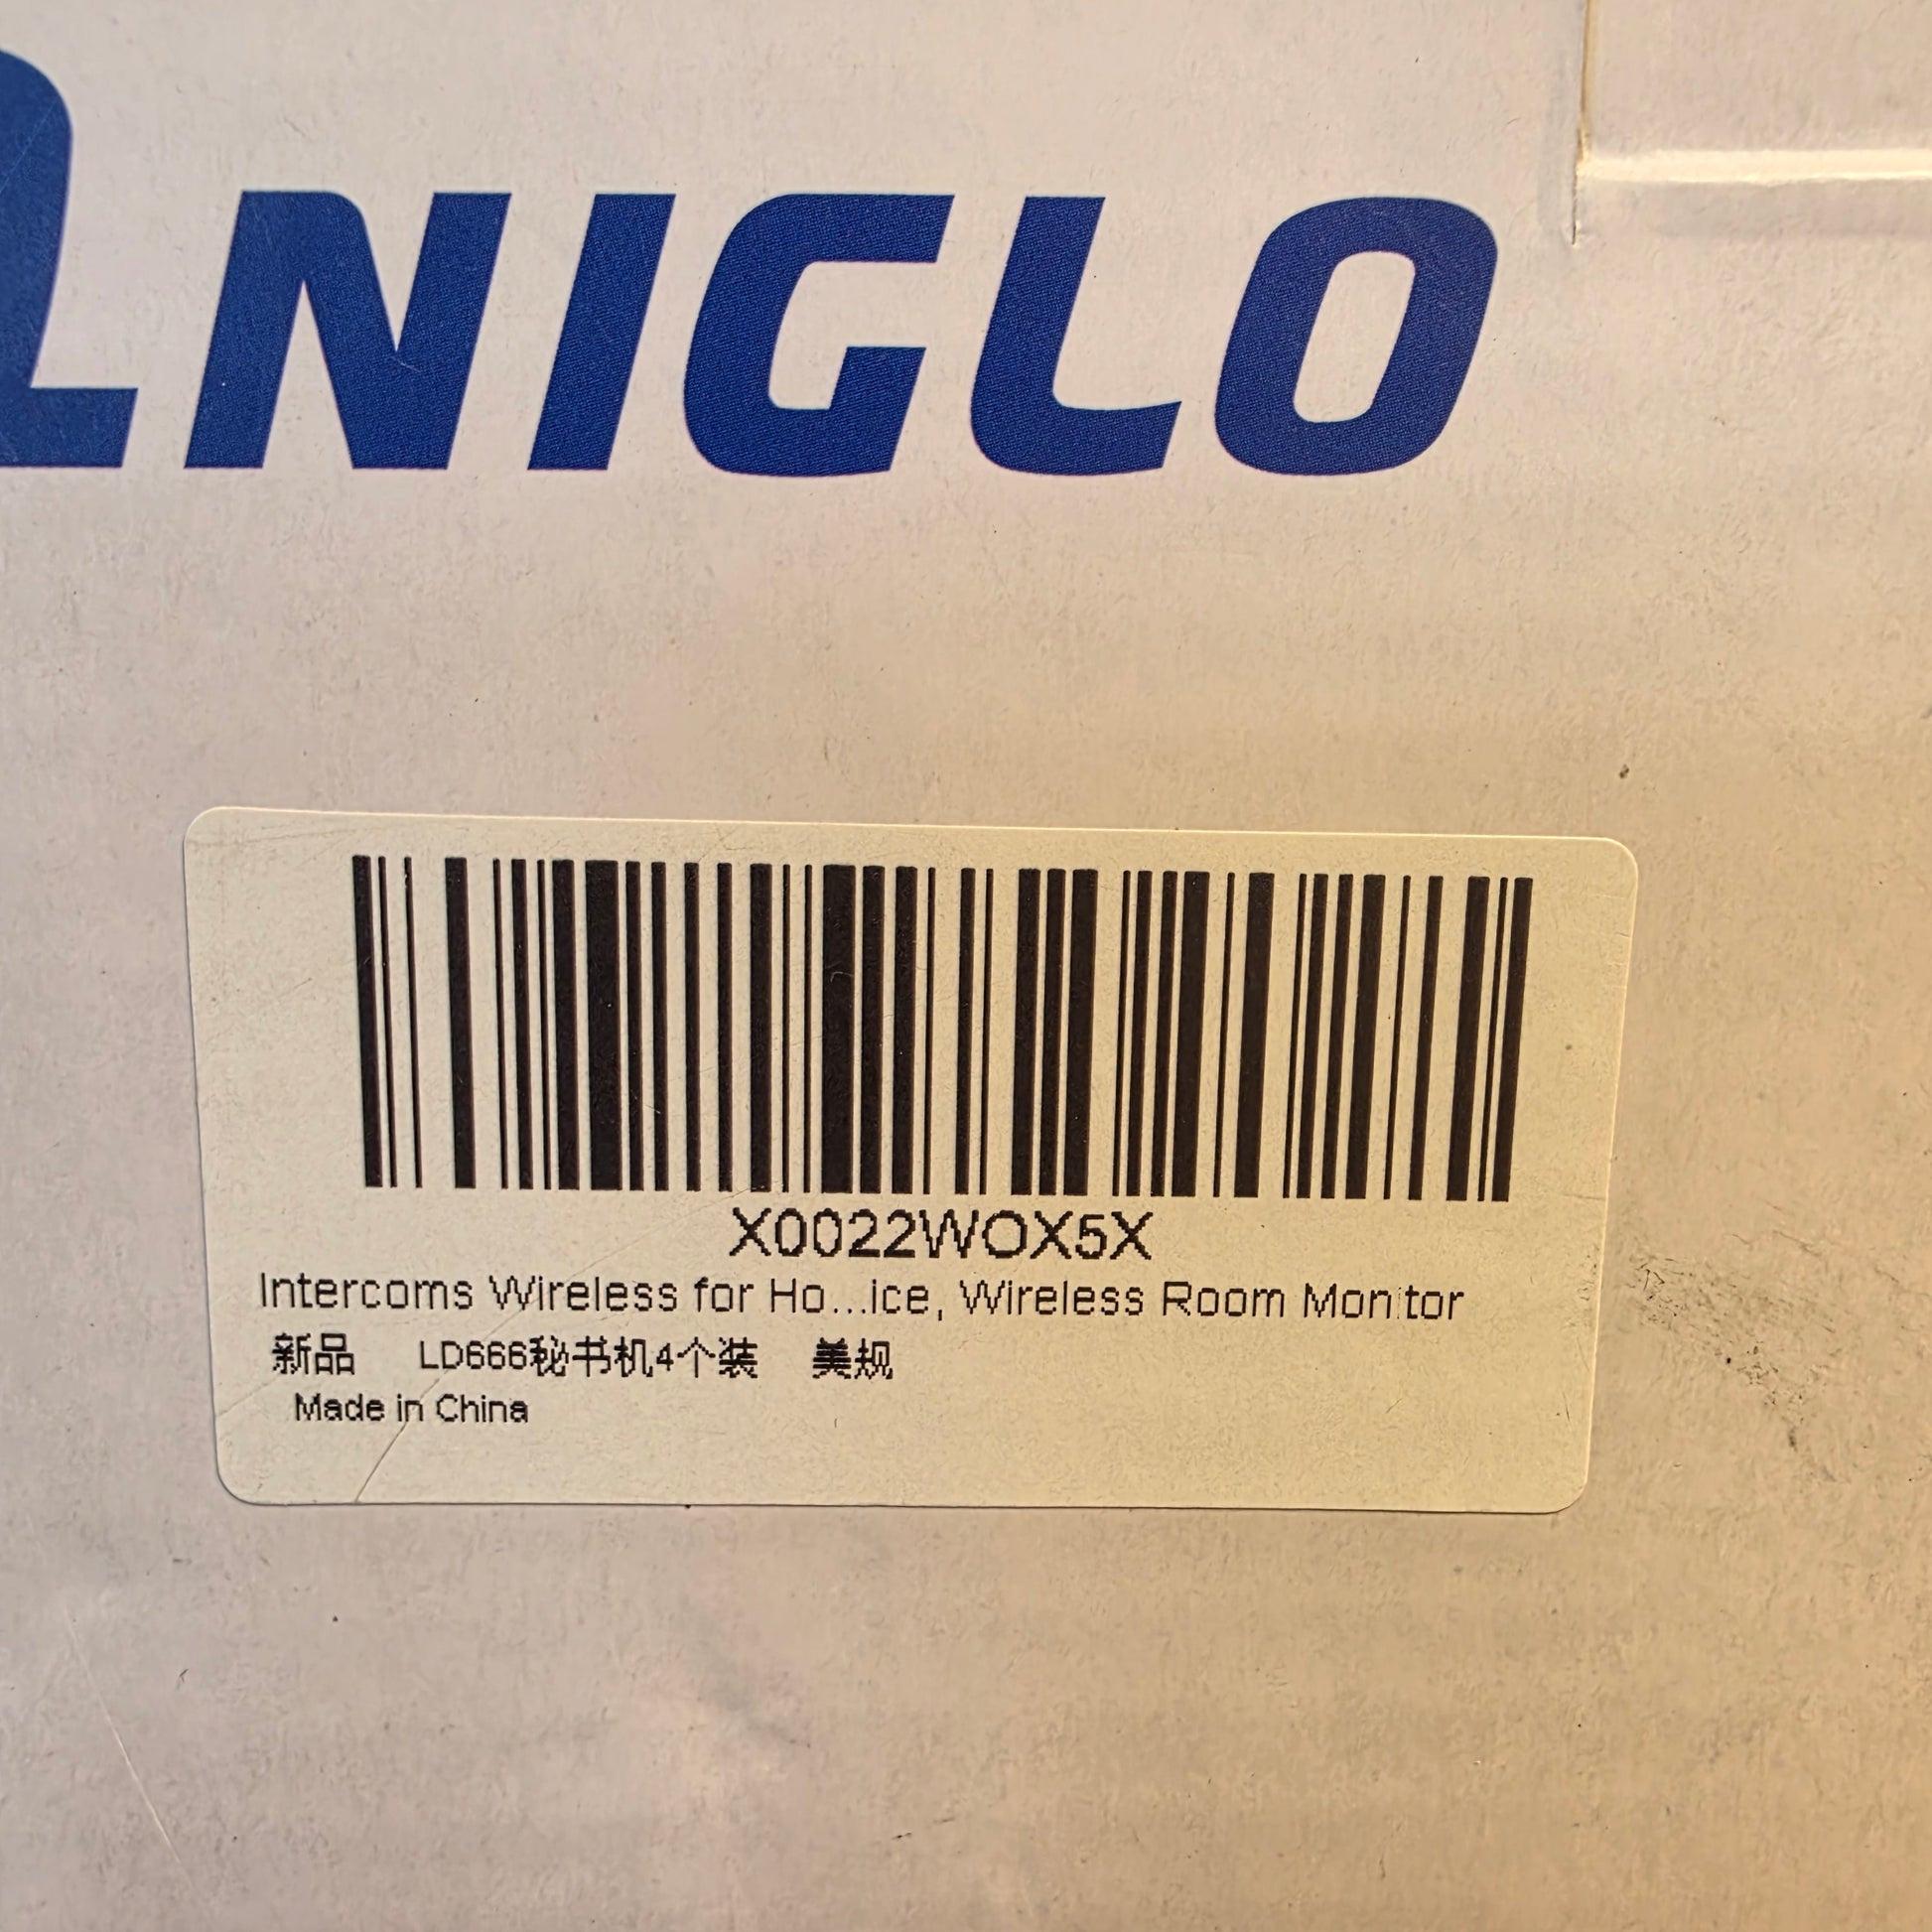 NIGLO
X0022WOX5X
Intercoms Wireless for Ho...ice, Wireless Room Monitor
新品 LD666秘书机4个装 美规
Made in China